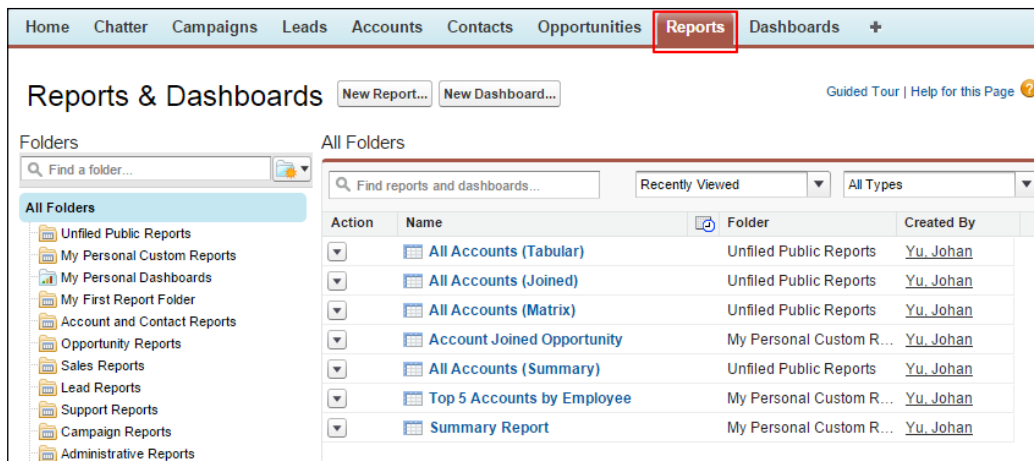 Home Chatter Campaigns Leads Accounts Contacts Opportunities Reports Dashboards +
Reports & Dashboards New Report... New Dashboard... Guided Tour | Help for this Page ?
Folders
Find a folder...
All Folders
Unfiled Public Reports
My Personal Custom Reports
My Personal Dashboards
My First Report Folder
Account and Contact Reports
Opportunity Reports
Sales Reports
Lead Reports
Support Reports
Campaign Reports
Administrative Reports
All Folders
Find reports and dashboards... Recently Viewed All Types
Action Name Folder Created By
All Accounts (Tabular) Unfiled Public Reports Yu, Johan
All Accounts (Joined) Unfiled Public Reports Yu, Johan
All Accounts (Matrix) Unfiled Public Reports Yu, Johan
Account Joined Opportunity My Personal Custom R... Yu, Johan
All Accounts (Summary) Unfiled Public Reports Yu, Johan
Top 5 Accounts by Employee My Personal Custom R... Yu, Johan
Summary Report My Personal Custom R... Yu, Johan